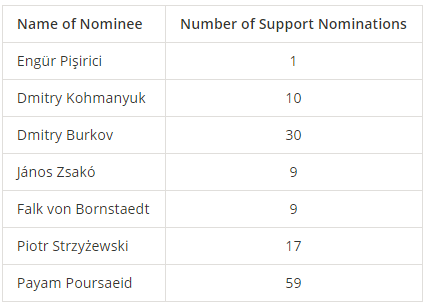 Name of Nominee Number of Support Nominations
Engür Pişirici 1
Dmitry Kohmanyuk 10
Dmitry Burkov 30
János Zsakó 9
Falk von Bornstaedt 9
Piotr Strzyżewski 17
Payam Poursaeid 59